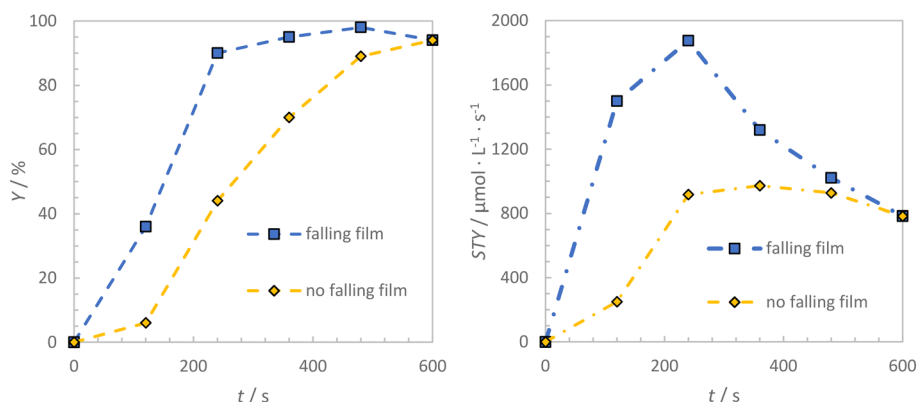 100
80
60
40
20
0
Y / %
0
200
400
600
t / s
falling film
no falling film
2000
1600
1200
800
400
0
STY / µmol · L⁻¹ · s⁻¹
0
200
400
600
t / s
falling film
no falling film